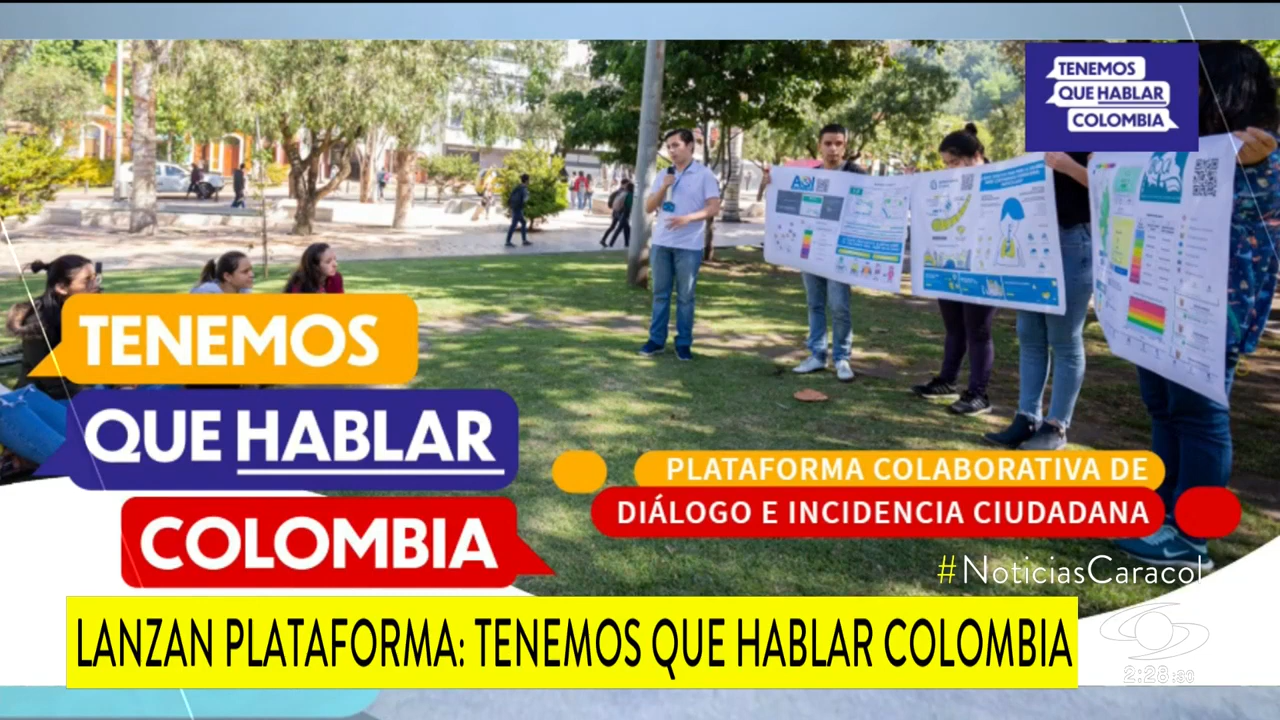 TENEMOS
QUE HABLAR
COLOMBIA
TENEMOS
QUE HABLAR
COLOMBIA
PLATAFORMA COLABORATIVA DE
DIÁLOGO E INCIDENCIA CIUDADANA
#NoticiasCaracol
LANZAN PLATAFORMA: TENEMOS QUE HABLAR COLOMBIA
2:28:30